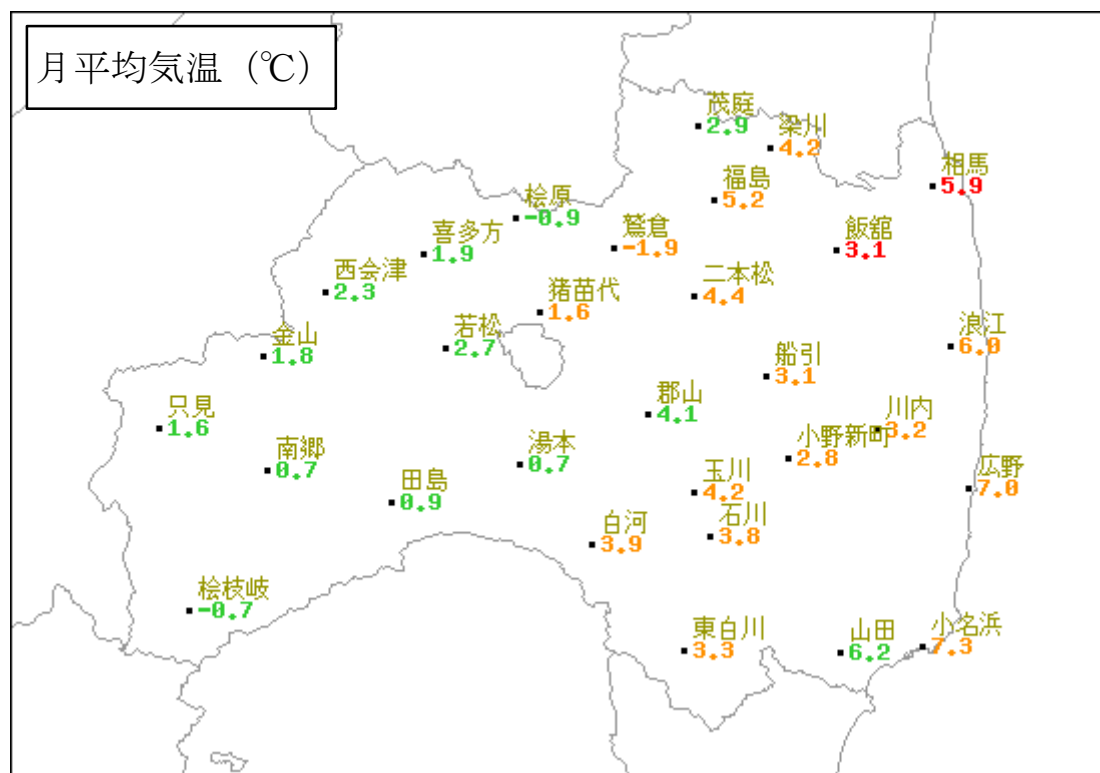 月平均気温（℃）
茂庭
2.9
梁川
4.2
相馬
5.9
福島
5.2
桧原
-0.9
鷲倉
-1.9
飯舘
3.1
喜多方
1.9
西会津
2.3
猪苗代
1.6
二本松
4.4
金山
1.8
若松
2.7
浪江
6.0
船引
3.1
郡山
4.1
只見
1.6
川内
3.2
南郷
0.7
湯本
0.7
小野新町
2.8
田島
0.9
玉川
4.2
広野
7.0
白河
3.9
石川
3.8
桧枝岐
-0.7
東白川
3.3
山田
6.2
小名浜
7.3